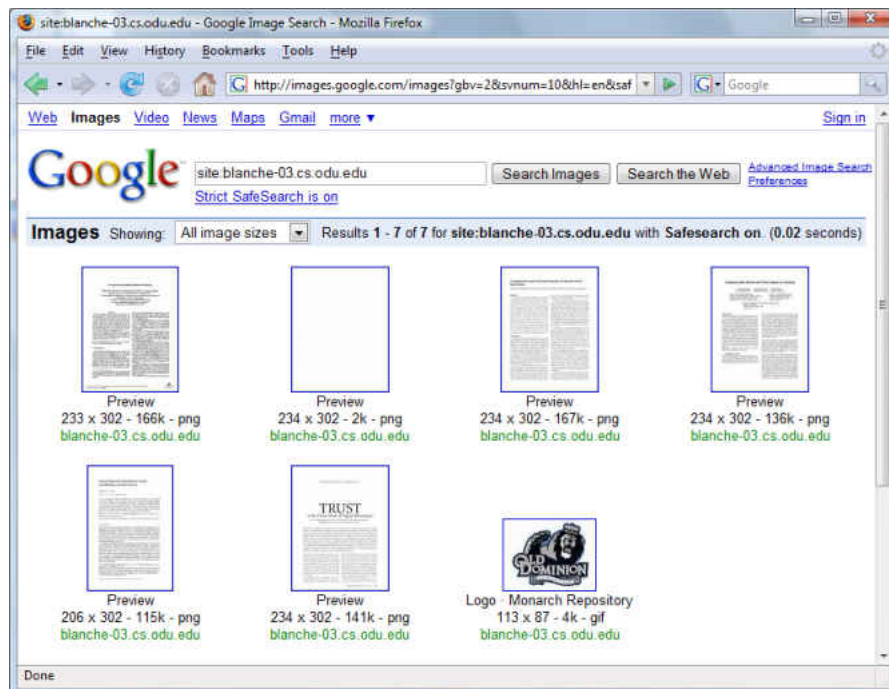 site:blanche-03.cs.odu.edu - Google Image Search - Mozilla Firefox
File Edit View History Bookmarks Tools Help
G http://images.google.com/images?gbv=2&svnum=10&hl=en&saf G Google
Web Images Video News Maps Gmail more ▼ Sign in
Google site:blanche-03.cs.odu.edu Search Images Search the Web Advanced Image Search
Preferences
Strict SafeSearch is on
Images Showing: All image sizes Results 1 - 7 of 7 for site:blanche-03.cs.odu.edu with Safesearch on. (0.02 seconds)
Preview Preview Preview Preview
233 x 302 - 166k - png 234 x 302 - 2k - png 234 x 302 - 167k - png 234 x 302 - 136k - png
blanche-03.cs.odu.edu blanche-03.cs.odu.edu blanche-03.cs.odu.edu blanche-03.cs.odu.edu
TRUST
OLD
DOMINION
Preview Preview Logo - Monarch Repository
206 x 302 - 115k - png 234 x 302 - 141k - png 113 x 87 - 4k - gif
blanche-03.cs.odu.edu blanche-03.cs.odu.edu blanche-03.cs.odu.edu
Done